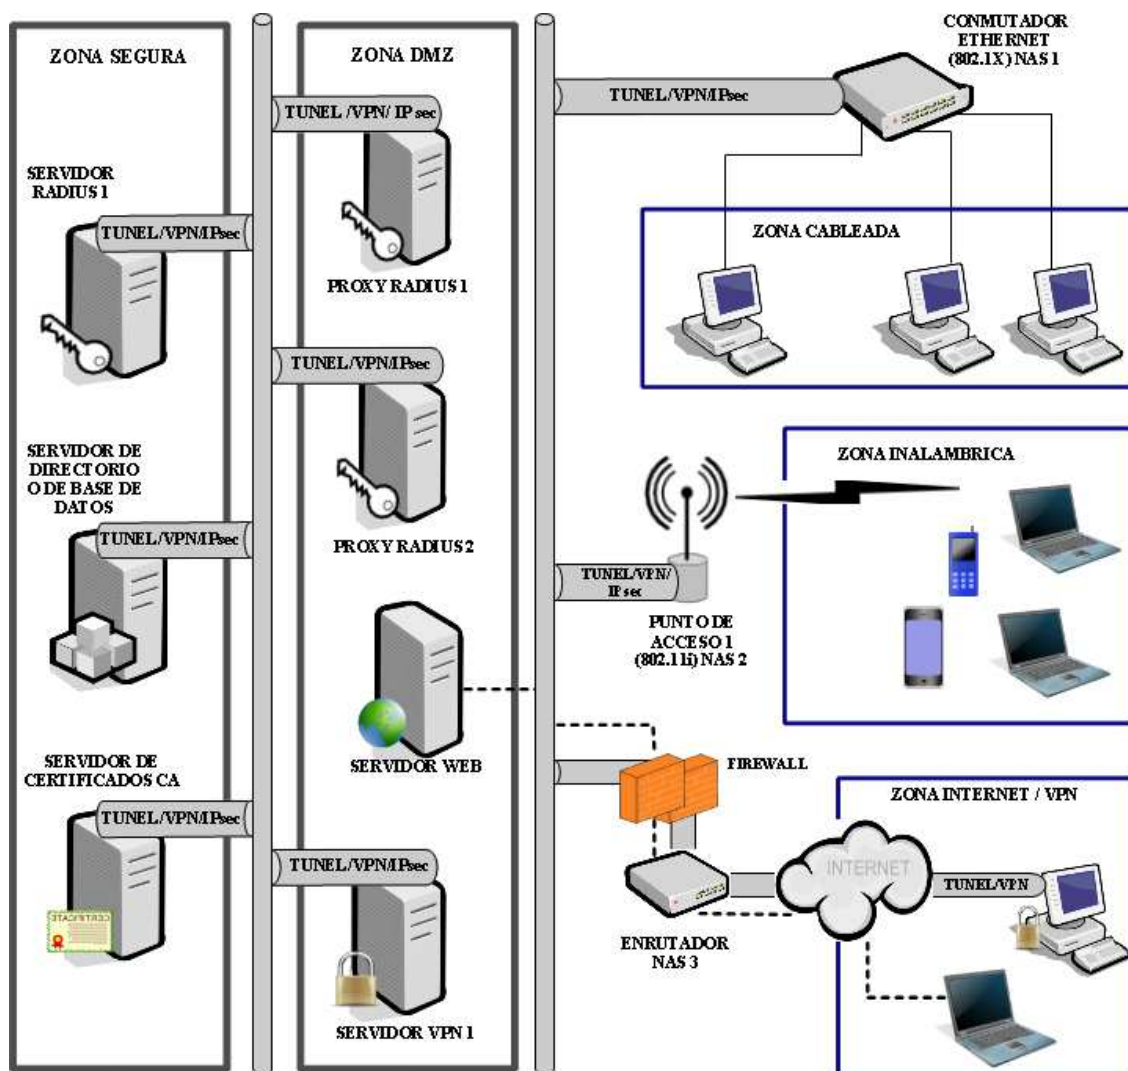 ZONA SEGURA
SERVIDOR
RADIUS 1
TUNEL/VPN/IPsec
SERVIDOR DE
DIRECTORIO
O DE BASE DE
DATOS
TUNEL/VPN/IPsec
SERVIDOR DE
CERTIFICADOS CA
TUNEL/VPN/IPsec
CERTIFICATE
ZONA DMZ
TUNEL /VPN/ IPsec
PROXY RADIUS 1
TUNEL/VPN/IPsec
PROXY RADIUS 2
SERVIDOR WEB
TUNEL/VPN/IPsec
SERVIDOR VPN 1
CONMUTADOR
ETHERNET
(802.1X) NAS 1
TUNEL/VPN/IPsec
ZONA CABLEADA
ZONA INALAMBRICA
TUNEL/VPN/
IPsec
PUNTO DE
ACCESO 1
(802.11i) NAS 2
FIREWALL
ZONA INTERNET / VPN
INTERNET
TUNEL/VPN
ENRUTADOR
NAS 3